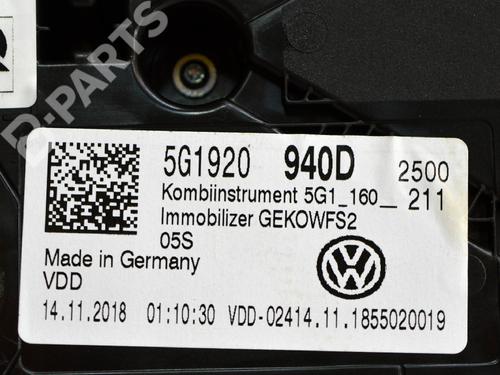 B-PARTS
5G1920 940D 2500
Kombiinstrument 5G1_160__ 211
Immobilizer GEKOWFS2
05S
Made in Germany
VDD
14.11.2018 01:10:30 VDD-02414.11.1855020019